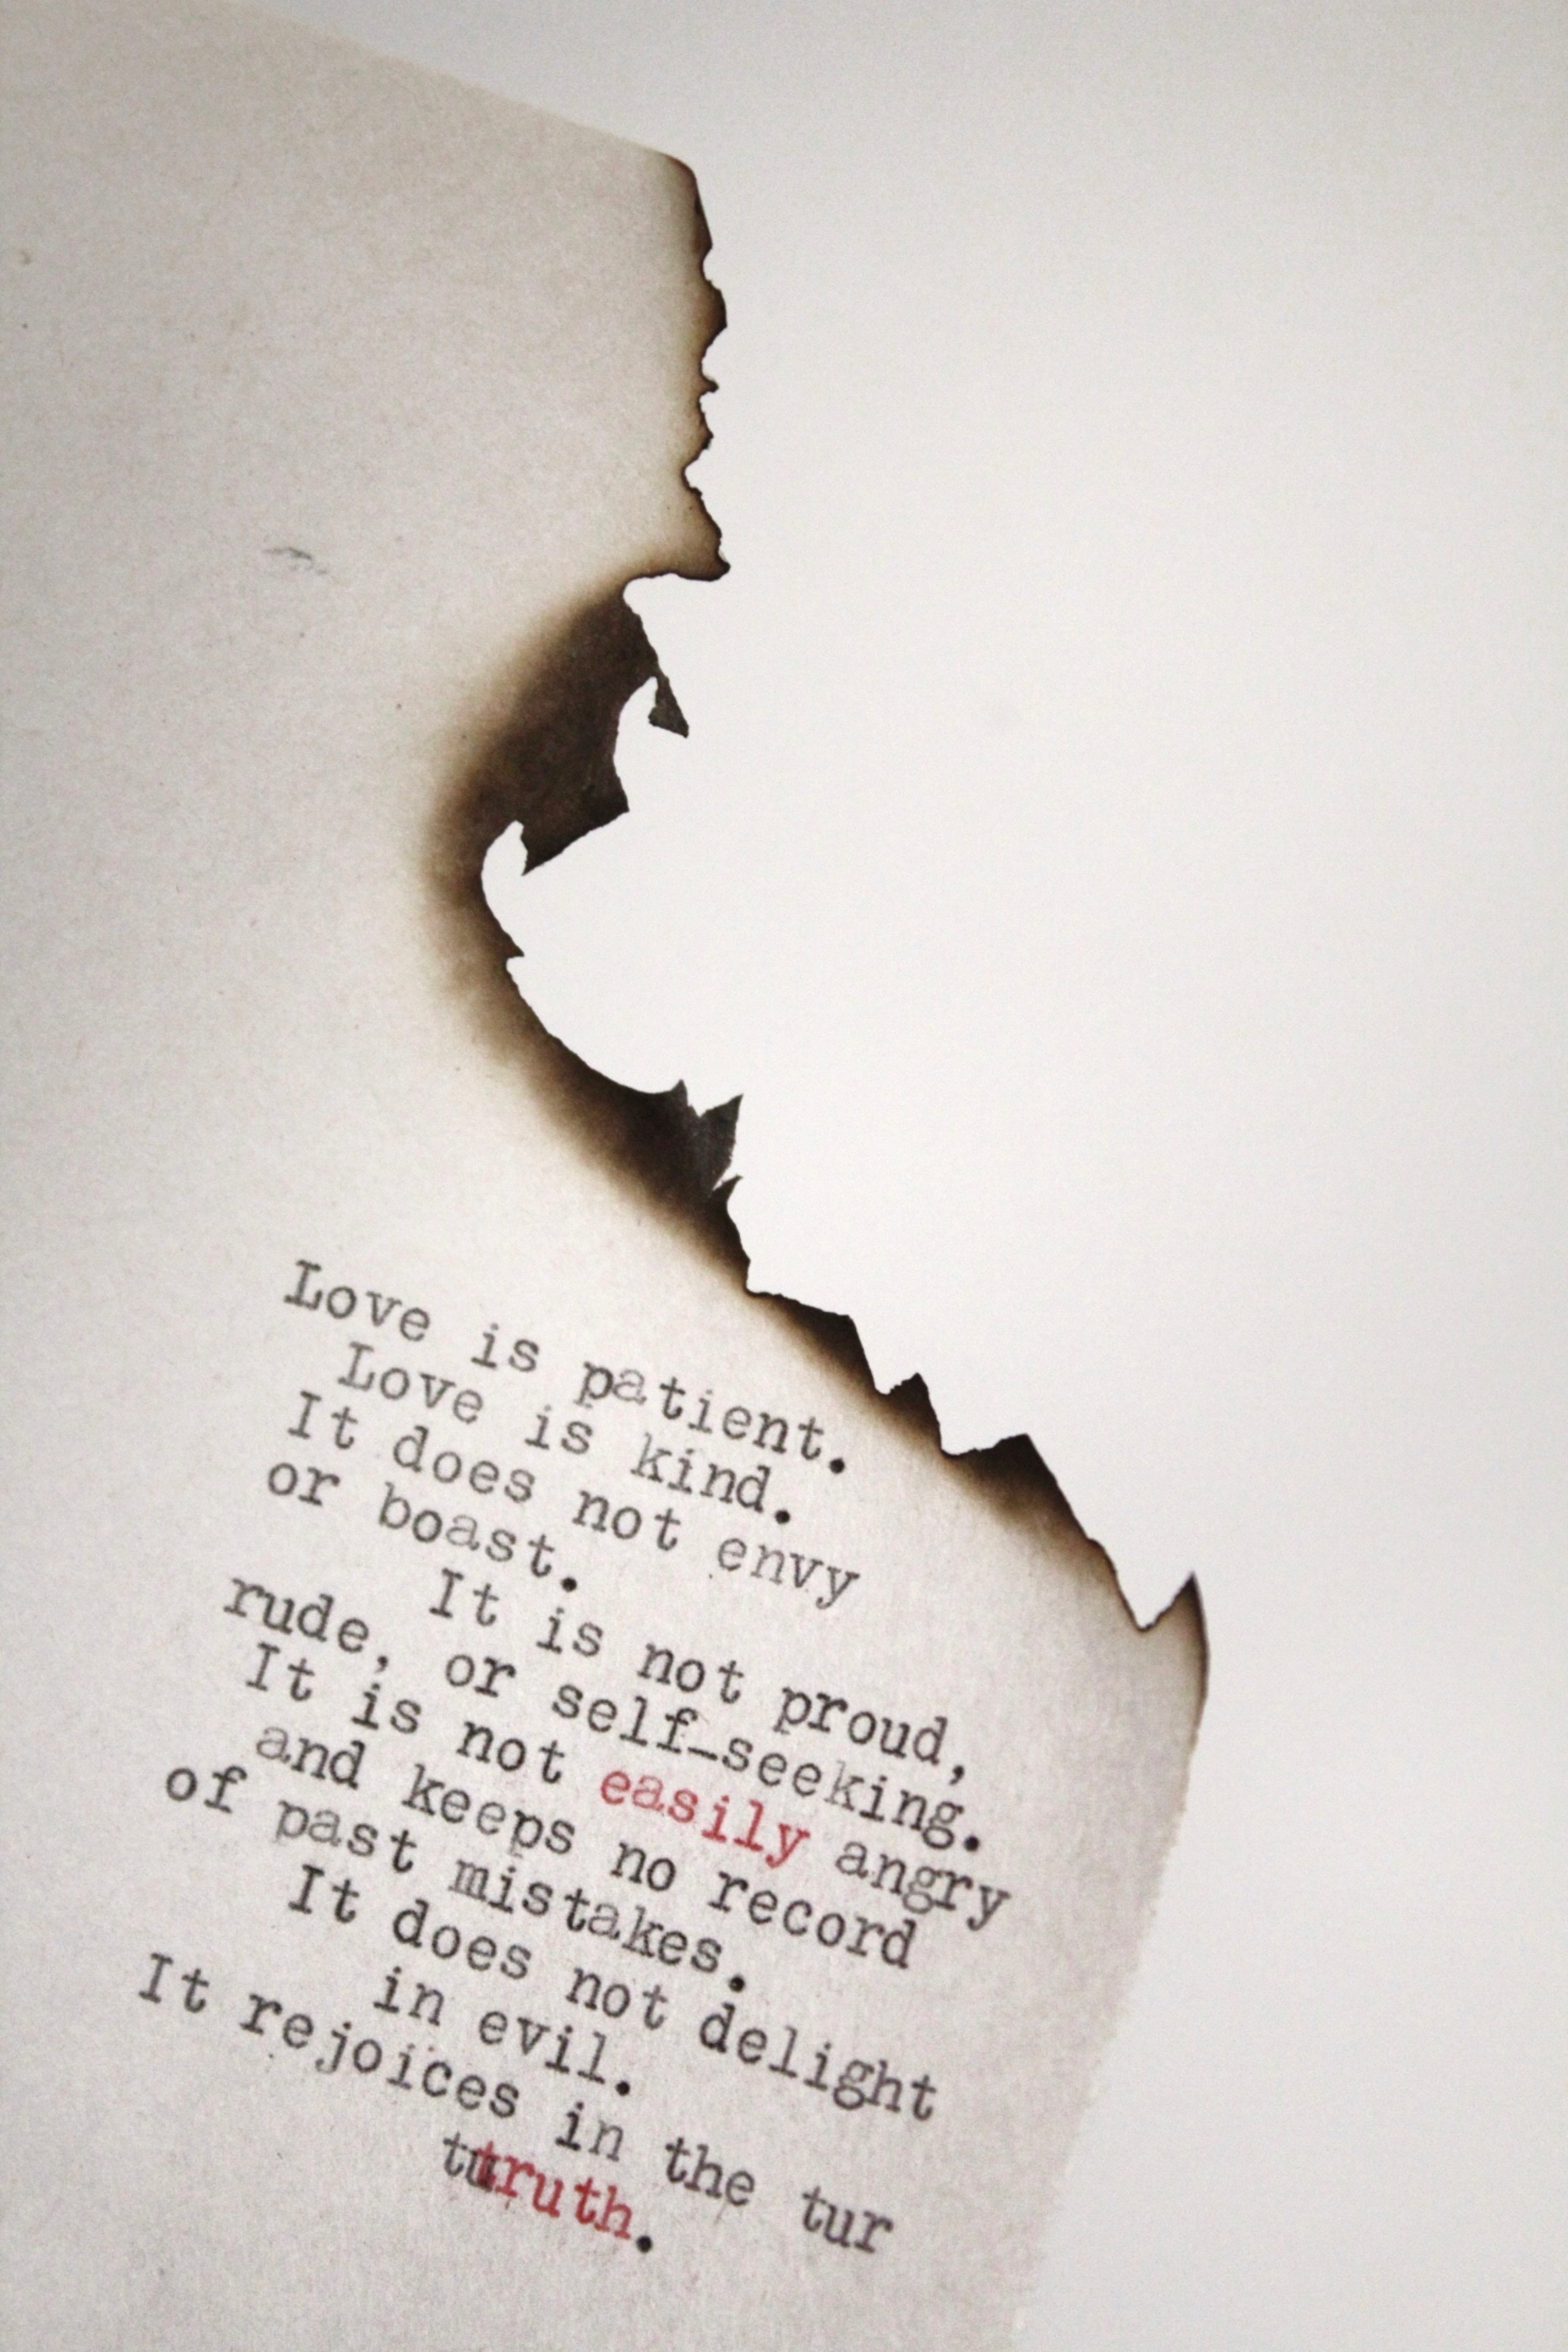 Love is patient.
Love is kind.
It does not envy
or boast.
It is not proud,
rude, or self-seeking.
It is not easily angry
and keeps no record
of past mistakes.
It does not delight
in evil.
It rejoices in the tur
tutruth.